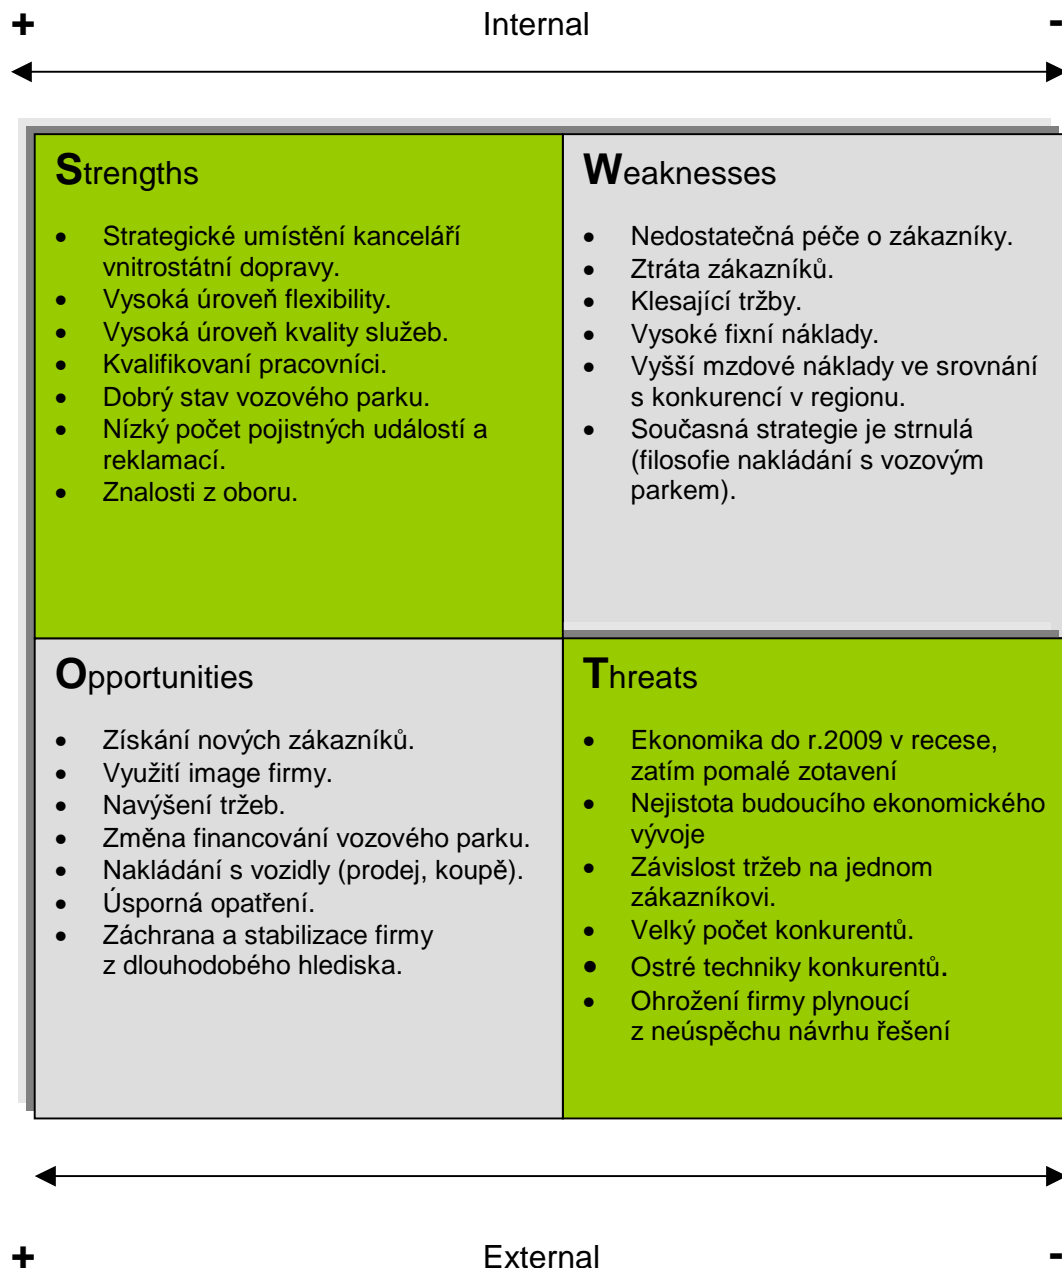 + Internal -
Strengths
• Strategické umístění kanceláří
vnitrostátní dopravy.
• Vysoká úroveň flexibility.
• Vysoká úroveň kvality služeb.
• Kvalifikovaní pracovníci.
• Dobrý stav vozového parku.
• Nízký počet pojistných událostí a
reklamací.
• Znalosti z oboru.
Weaknesses
• Nedostatečná péče o zákazníky.
• Ztráta zákazníků.
• Klesající tržby.
• Vysoké fixní náklady.
• Vyšší mzdové náklady ve srovnání
s konkurencí v regionu.
• Současná strategie je strnulá
(filosofie nakládání s vozovým
parkem).
Opportunities
• Získání nových zákazníků.
• Využití image firmy.
• Navýšení tržeb.
• Změna financování vozového parku.
• Nakládání s vozidly (prodej, koupě).
• Úsporná opatření.
• Záchrana a stabilizace firmy
z dlouhodobého hlediska.
Threats
• Ekonomika do r.2009 v recese,
zatím pomalé zotavení
• Nejistota budoucího ekonomického
vývoje
• Závislost tržeb na jednom
zákazníkovi.
• Velký počet konkurentů.
• Ostré techniky konkurentů.
• Ohrožení firmy plynoucí
z neúspěchu návrhu řešení
+ External -